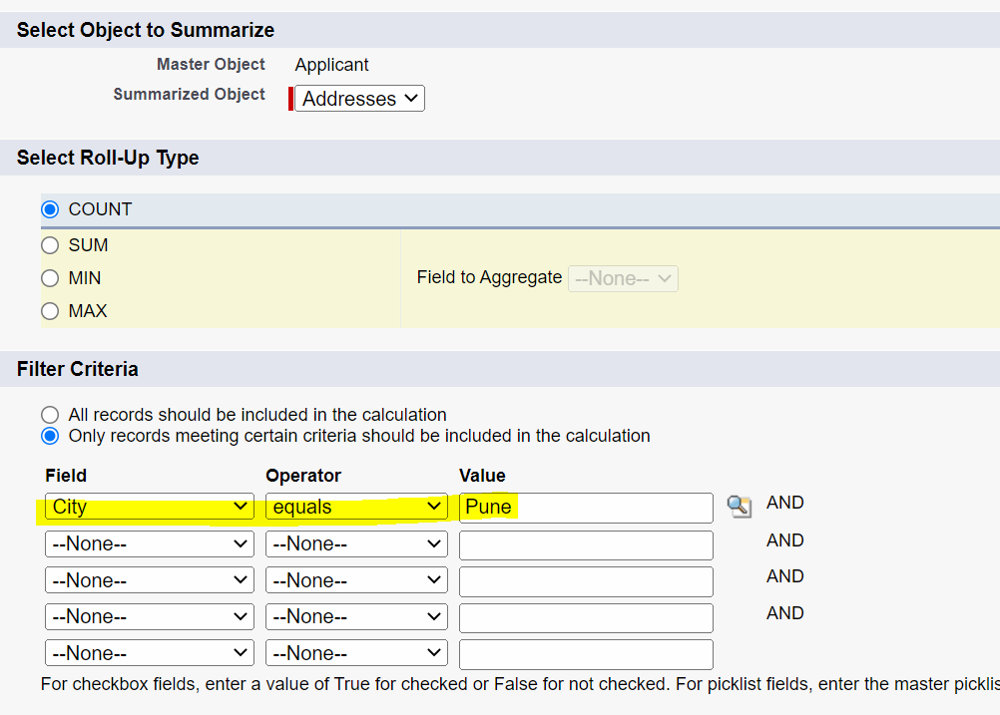 Select Object to Summarize
Master Object Applicant
Summarized Object Addresses
Select Roll-Up Type
COUNT
SUM
MIN
MAX
Field to Aggregate --None--
Filter Criteria
All records should be included in the calculation
Only records meeting certain criteria should be included in the calculation
Field Operator Value
City equals Pune AND
--None-- --None-- AND
--None-- --None-- AND
--None-- --None-- AND
--None-- --None--
For checkbox fields, enter a value of True for checked or False for not checked. For picklist fields, enter the master